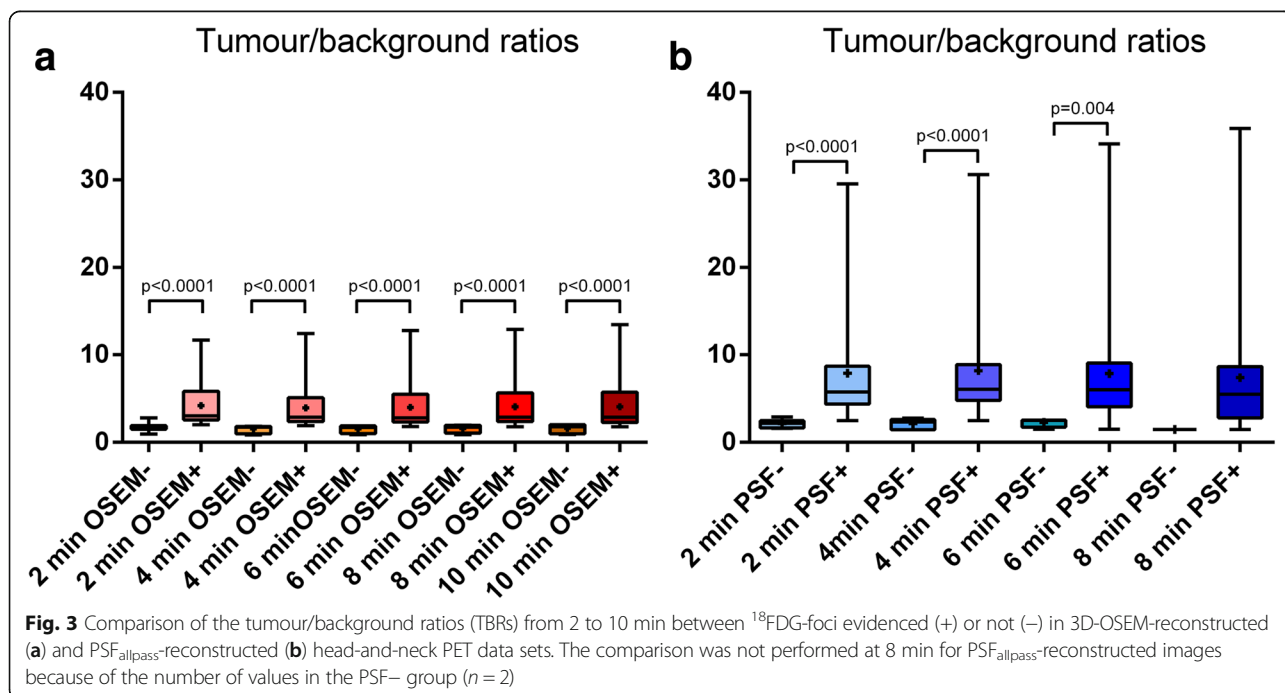 a
Tumour/background ratios
40
30
20
10
0
p<0.0001
p<0.0001
p<0.0001
p<0.0001
p<0.0001
2 min OSEM-
2 min OSEM+
4 min OSEM-
4 min OSEM+
6 minOSEM-
6 min OSEM+
8 min OSEM-
8 min OSEM+
10 min OSEM-
10 min OSEM+
b
Tumour/background ratios
40
30
20
10
0
p<0.0001
p<0.0001
p=0.004
2 min PSF-
2 min PSF+
4min PSF-
4 min PSF+
6 min PSF-
6 min PSF+
8 min PSF-
8 min PSF+
Fig. 3 Comparison of the tumour/background ratios (TBRs) from 2 to 10 min between ¹⁸FDG-foci evidenced (+) or not (−) in 3D-OSEM-reconstructed
(a) and PSFallpass-reconstructed (b) head-and-neck PET data sets. The comparison was not performed at 8 min for PSFallpass-reconstructed images
because of the number of values in the PSF− group (n = 2)